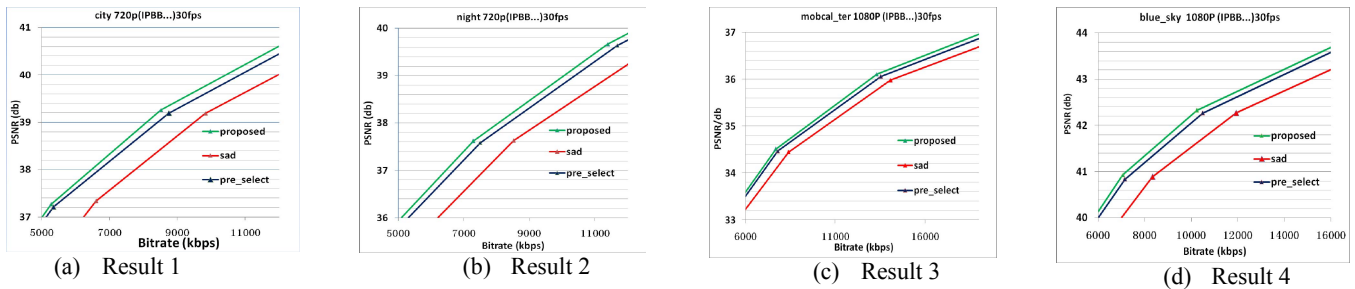 city 720p(IPBB...)30fps
PSNR (db)
41
40
39
38
37
proposed
sad
pre_select
5000 7000 9000 11000
Bitrate (kbps)
(a) Result 1
night 720p(IPBB...)30fps
PSNR (db)
40
39
38
37
36
proposed
sad
pre_select
5000 7000 9000 11000
Bitrate (kbps)
(b) Result 2
mobcal_ter 1080P (IPBB...)30fps
PSNR/db
37
36
35
34
33
proposed
sad
pre_select
6000 11000 16000
Bitrate (kbps)
(c) Result 3
blue_sky 1080P (IPBB...)30fps
PSNR (db)
44
43
42
41
40
proposed
sad
pre_select
6000 8000 10000 12000 14000 16000
Bitrate (kbps)
(d) Result 4